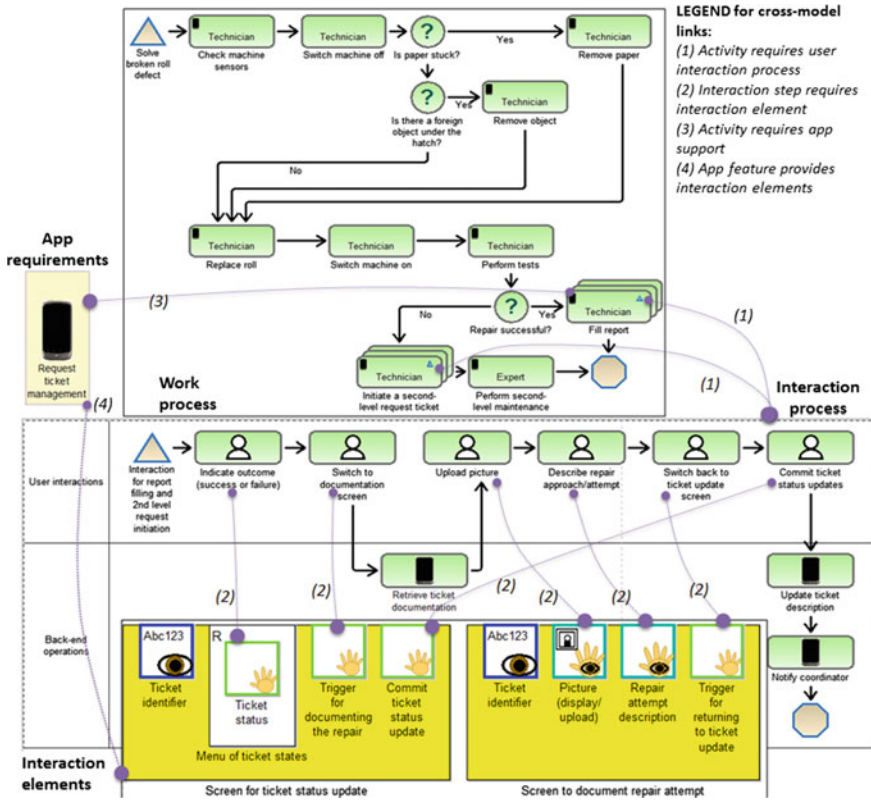 LEGEND for cross-model
links:
(1) Activity requires user
interaction process
(2) Interaction step requires
interaction element
(3) Activity requires app
support
(4) App feature provides
interaction elements
Solve
broken roll
defect
Technician
Check machine
sensors
Technician
Switch machine off
?
Is paper stuck?
Yes
Technician
Remove paper
?
Is there a foreign
object under the
hatch?
Yes
Technician
Remove object
No
Technician
Replace roll
Technician
Switch machine on
Technician
Perform tests
?
Repair successful?
No
Yes
Technician
Fill report
Technician
Initiate a second-
level request ticket
Expert
Perform second-
level maintenance
App
requirements
Request
ticket
management
(3)
(1)
(1)
(4)
Work
process
Interaction
process
User interactions
Interaction
for report
filling and
2nd level
request
initiation
Indicate outcome
(success or failure)
Switch to
documentation
screen
Upload picture
Describe repair
approach/attempt
Switch back to
ticket update
screen
Commit ticket
status updates
Back-end
operations
Retrieve ticket
documentation
Update ticket
description
Notify coordinator
(2)
(2)
(2)
(2)
(2)
(2)
Abc123
Ticket
identifier
R
Ticket
status
Menu of ticket states
Trigger
for
documenting
the repair
Commit
ticket
status
update
Abc123
Ticket
identifier
Picture
(display/
upload)
Repair
attempt
description
Trigger
for
returning
to ticket
update
Interaction
elements
Screen for ticket status update
Screen to document repair attempt